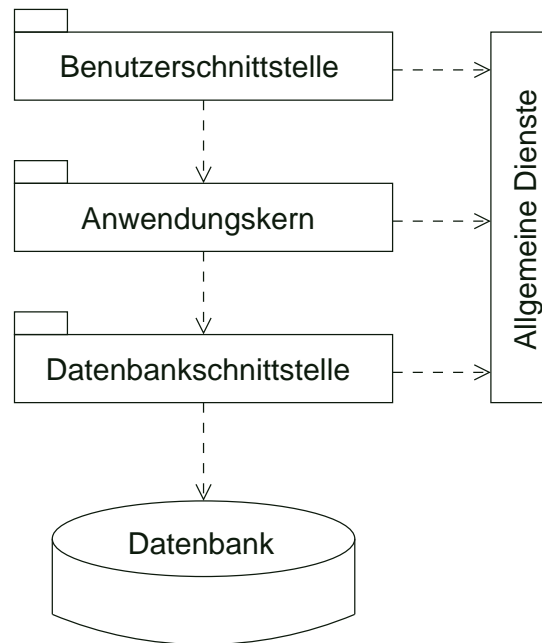 Benutzerschnittstelle
Anwendungskern
Datenbankschnittstelle
Datenbank
Allgemeine Dienste